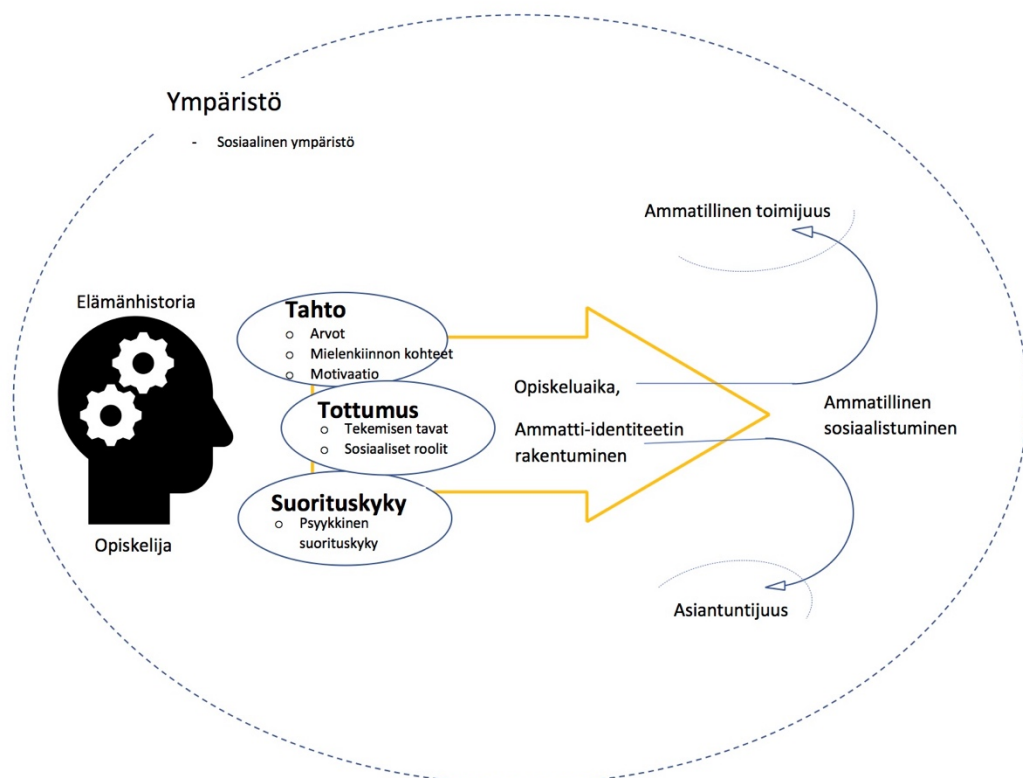 Ympäristö
- Sosiaalinen ympäristö
Ammatillinen toimijuus
Elämänhistoria
Tahto
o Arvot
o Mielenkiinnon kohteet
o Motivaatio
Tottumus
o Tekemisen tavat
o Sosiaaliset roolit
Suorituskyky
o Psyykkinen
suorituskyky
Opiskelija
Opiskeluaika,
Ammatti-identiteetin
rakentuminen
Ammatillinen
sosiaalistuminen
Asiantuntijuus